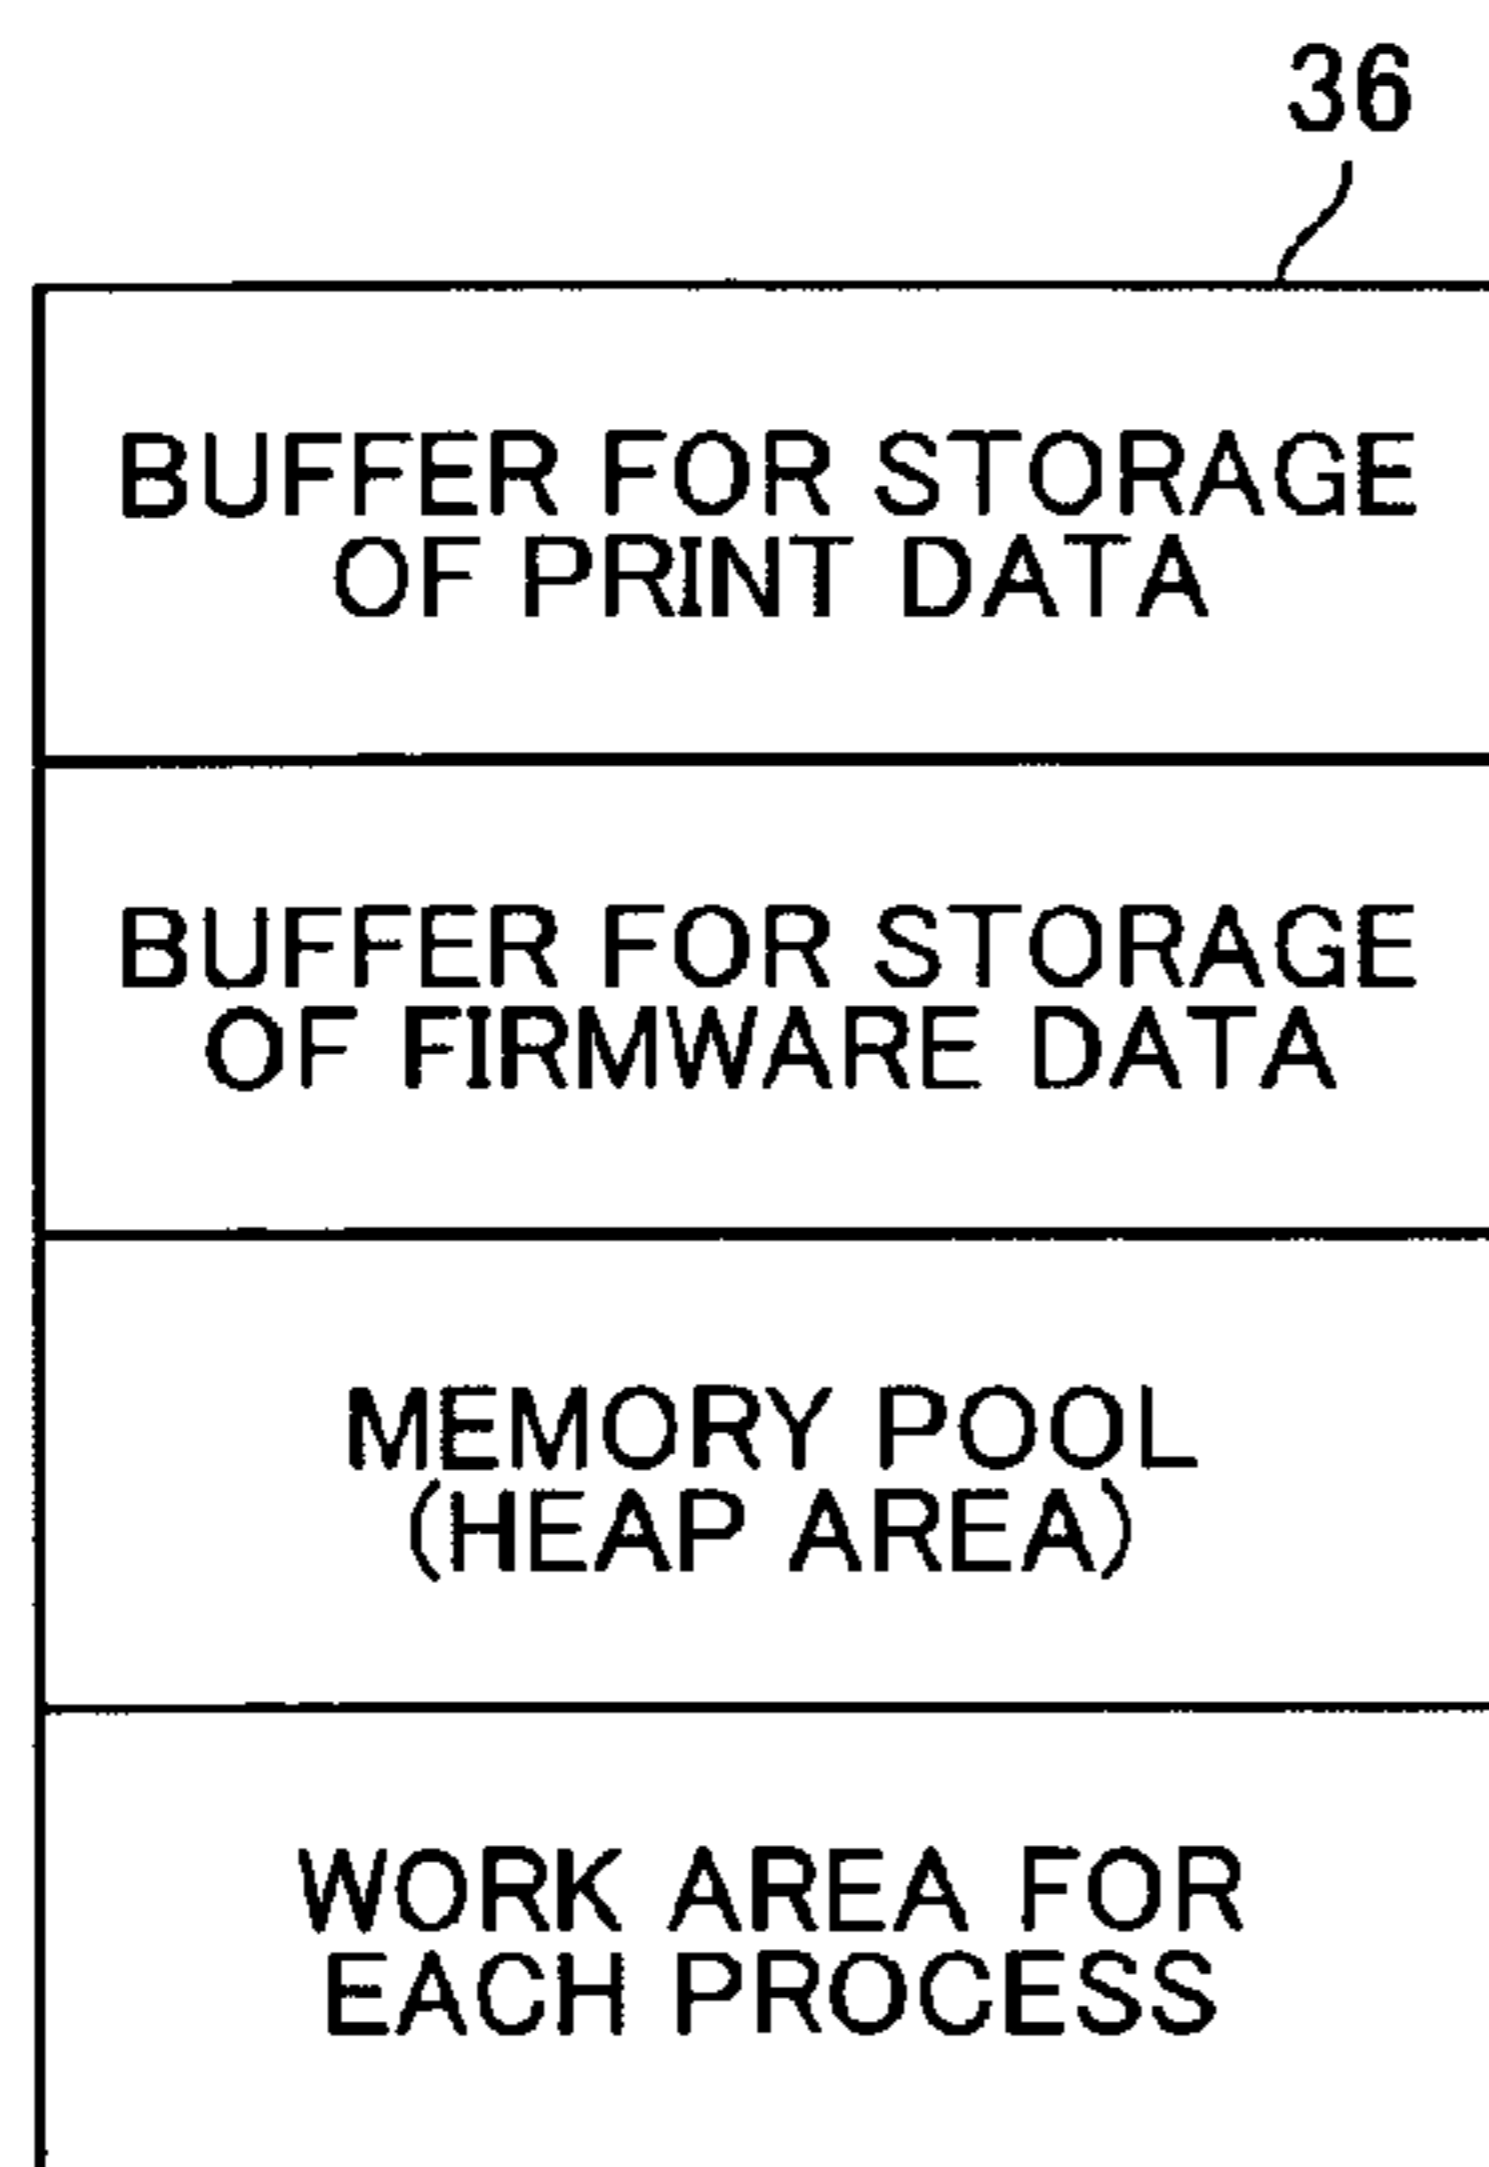 36
BUFFER FOR STORAGE
OF PRINT DATA
BUFFER FOR STORAGE
OF FIRMWARE DATA
MEMORY POOL
(HEAP AREA)
WORK AREA FOR
EACH PROCESS